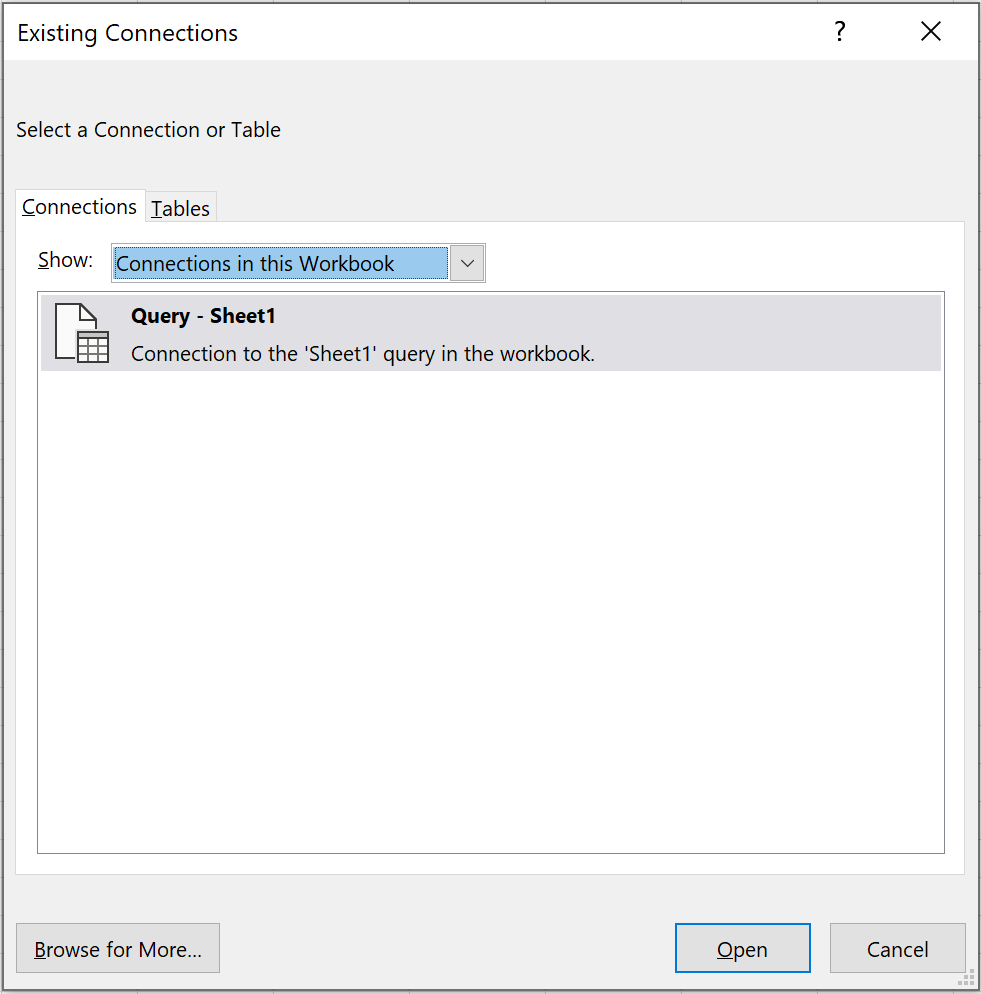 Existing Connections ?
Select a Connection or Table
Connections Tables
Show: Connections in this Workbook
Query - Sheet1
Connection to the 'Sheet1' query in the workbook.
Browse for More... Open Cancel